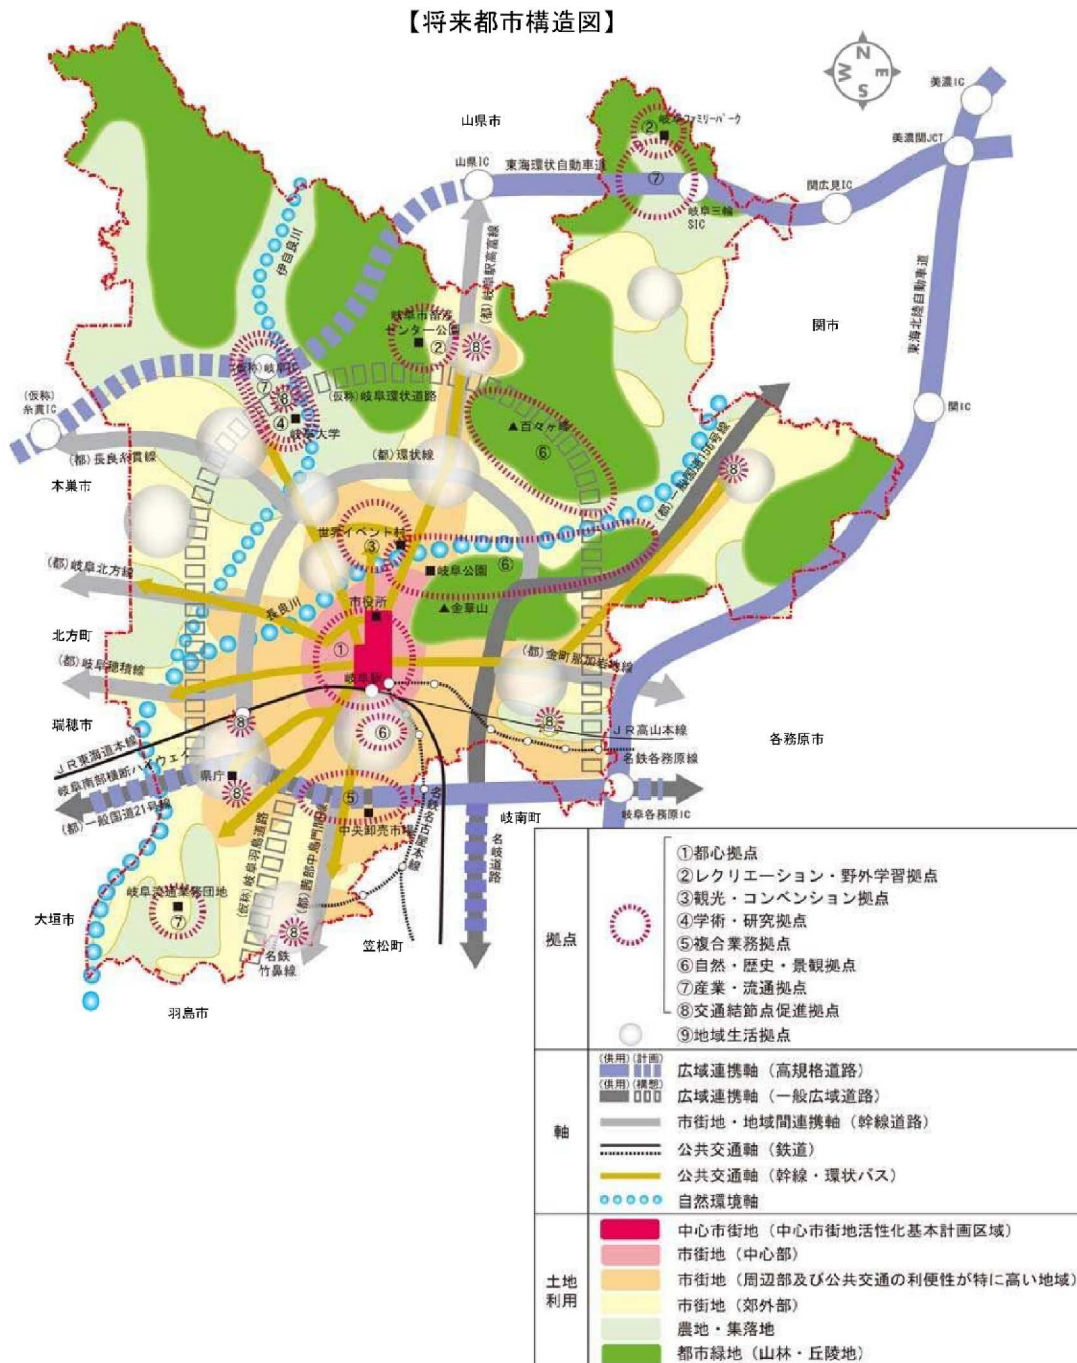 【将来都市構造図】
N
E
S
W
美濃IC
山県市
②
岐阜ファミリーパーク
美濃関JCT
山県IC
東海環状自動車道
⑦
関広見IC
岐阜三輪
SIC
伊自良川
(都)岐阜駅高富線
東海北陸自動車道
関市
岐阜市畜産
センター公園
②
⑧
(仮称)岐阜IC
⑦
⑧
④
岐阜大学
(仮称)岐阜環状道路
(仮称)
糸貫IC
関IC
▲百々ヶ峰
⑥
(都)一般国道156号線
(都)長良糸貫線
(都)環状線
⑧
本巣市
世界イベント村
③
⑥
岐阜公園
(都)岐阜北方線
長良川
市役所
▲金華山
北方町
①
(都)岐阜穂積線
岐阜駅
(都)金町那加岩地線
瑞穂市
⑧
⑥
⑧
JR高山本線
各務原市
名鉄各務原線
JR東海道本線
岐阜南部横断ハイウェイ
県庁
⑧
(都)一般国道21号線
⑤
中央卸売市場
岐阜各務原IC
岐南町
名鉄名古屋本線
名岐道路
(仮称)岐阜羽島道路
(都)茜部中島門間線
岐阜流通業務団地
⑦
大垣市
⑧
名鉄
竹鼻線
笠松町
羽島市
拠点
①都心拠点
②レクリエーション・野外学習拠点
③観光・コンベンション拠点
④学術・研究拠点
⑤複合業務拠点
⑥自然・歴史・景観拠点
⑦産業・流通拠点
⑧交通結節点促進拠点
⑨地域生活拠点
軸
(供用)(計画)
広域連携軸（高規格道路）
(供用)(構想)
広域連携軸（一般広域道路）
市街地・地域間連携軸（幹線道路）
公共交通軸（鉄道）
公共交通軸（幹線・環状バス）
自然環境軸
土地
利用
中心市街地（中心市街地活性化基本計画区域）
市街地（中心部）
市街地（周辺部及び公共交通の利便性が特に高い地域）
市街地（郊外部）
農地・集落地
都市緑地（山林・丘陵地）